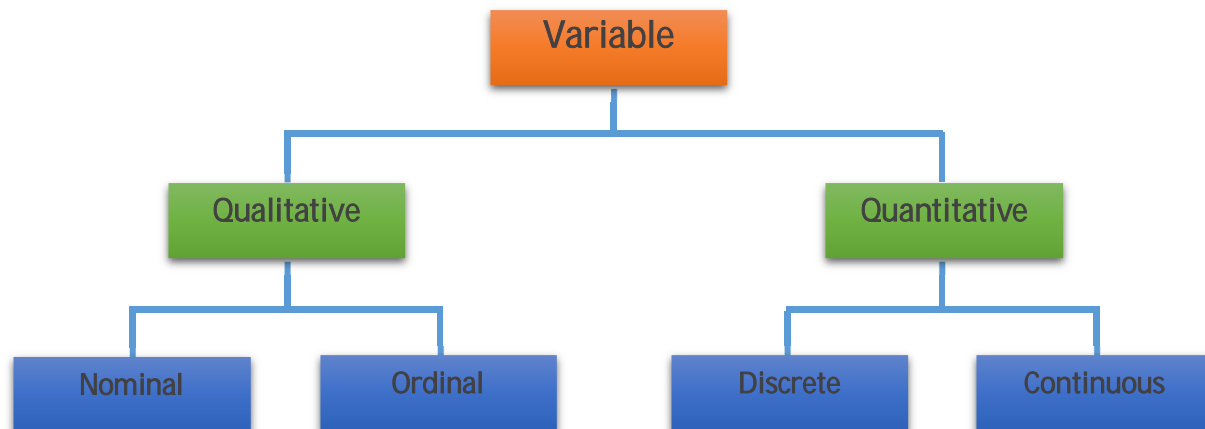 Variable
Qualitative
Quantitative
Nominal
Ordinal
Discrete
Continuous